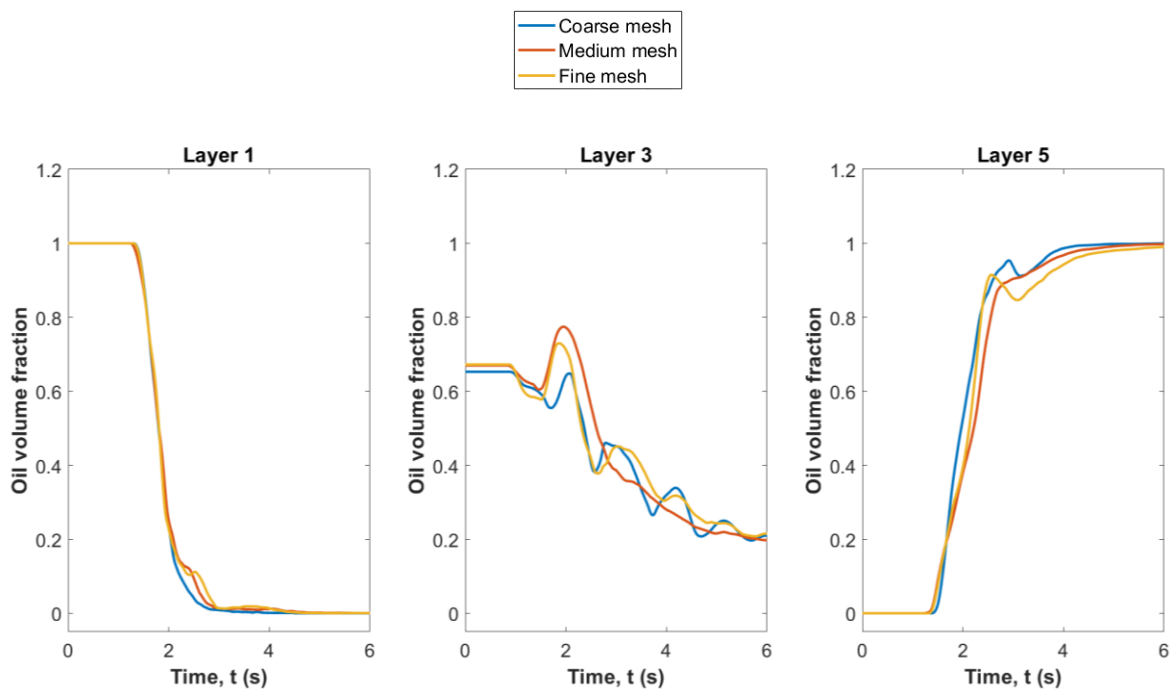 Coarse mesh
Medium mesh
Fine mesh
Layer 1
1.2
1
0.8
0.6
0.4
0.2
0
0 2 4 6
Oil volume fraction
Time, t (s)
Layer 3
1.2
1
0.8
0.6
0.4
0.2
0
0 2 4 6
Oil volume fraction
Time, t (s)
Layer 5
1.2
1
0.8
0.6
0.4
0.2
0
0 2 4 6
Oil volume fraction
Time, t (s)